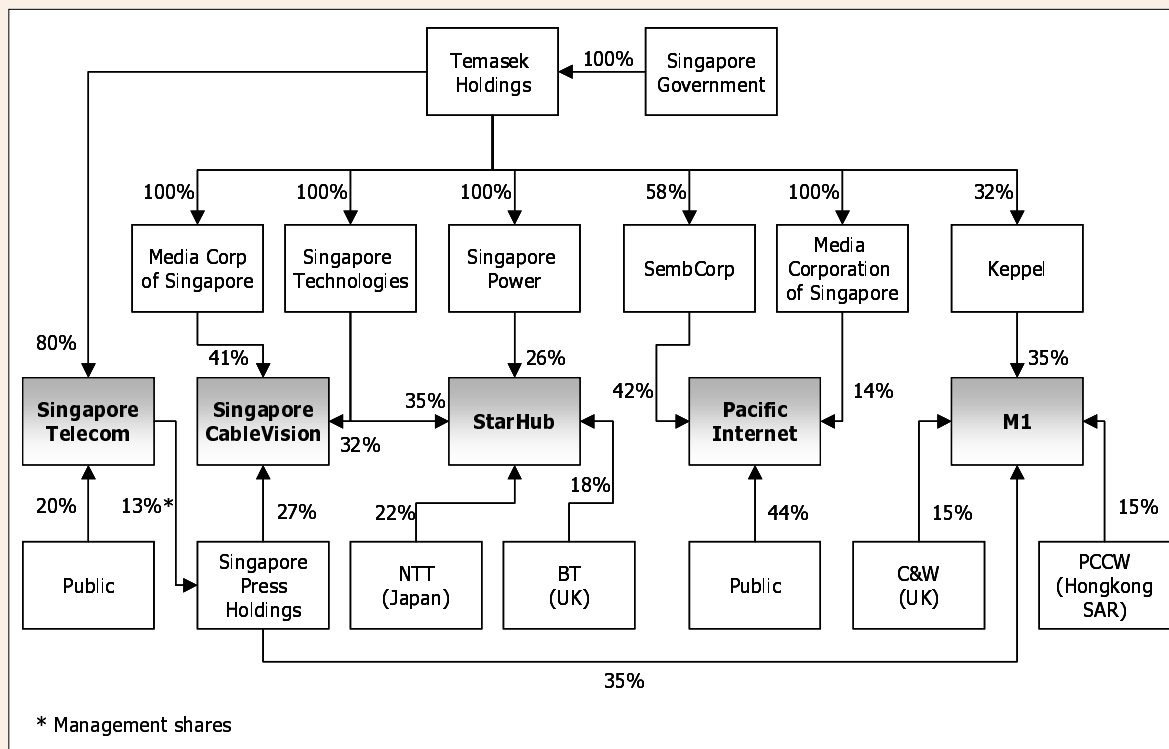 Temasek
Holdings
100%
Singapore
Government
100%
100%
100%
58%
100%
32%
Media Corp
of Singapore
Singapore
Technologies
Singapore
Power
SembCorp
Media
Corporation
of Singapore
Keppel
80%
41%
26%
35%
Singapore
Telecom
Singapore
CableVision
32%
35%
StarHub
42%
Pacific
Internet
14%
M1
20%
13%*
27%
22%
18%
44%
15%
15%
Public
Singapore
Press
Holdings
NTT
(Japan)
BT
(UK)
Public
C&W
(UK)
PCCW
(Hongkong
SAR)
35%
* Management shares